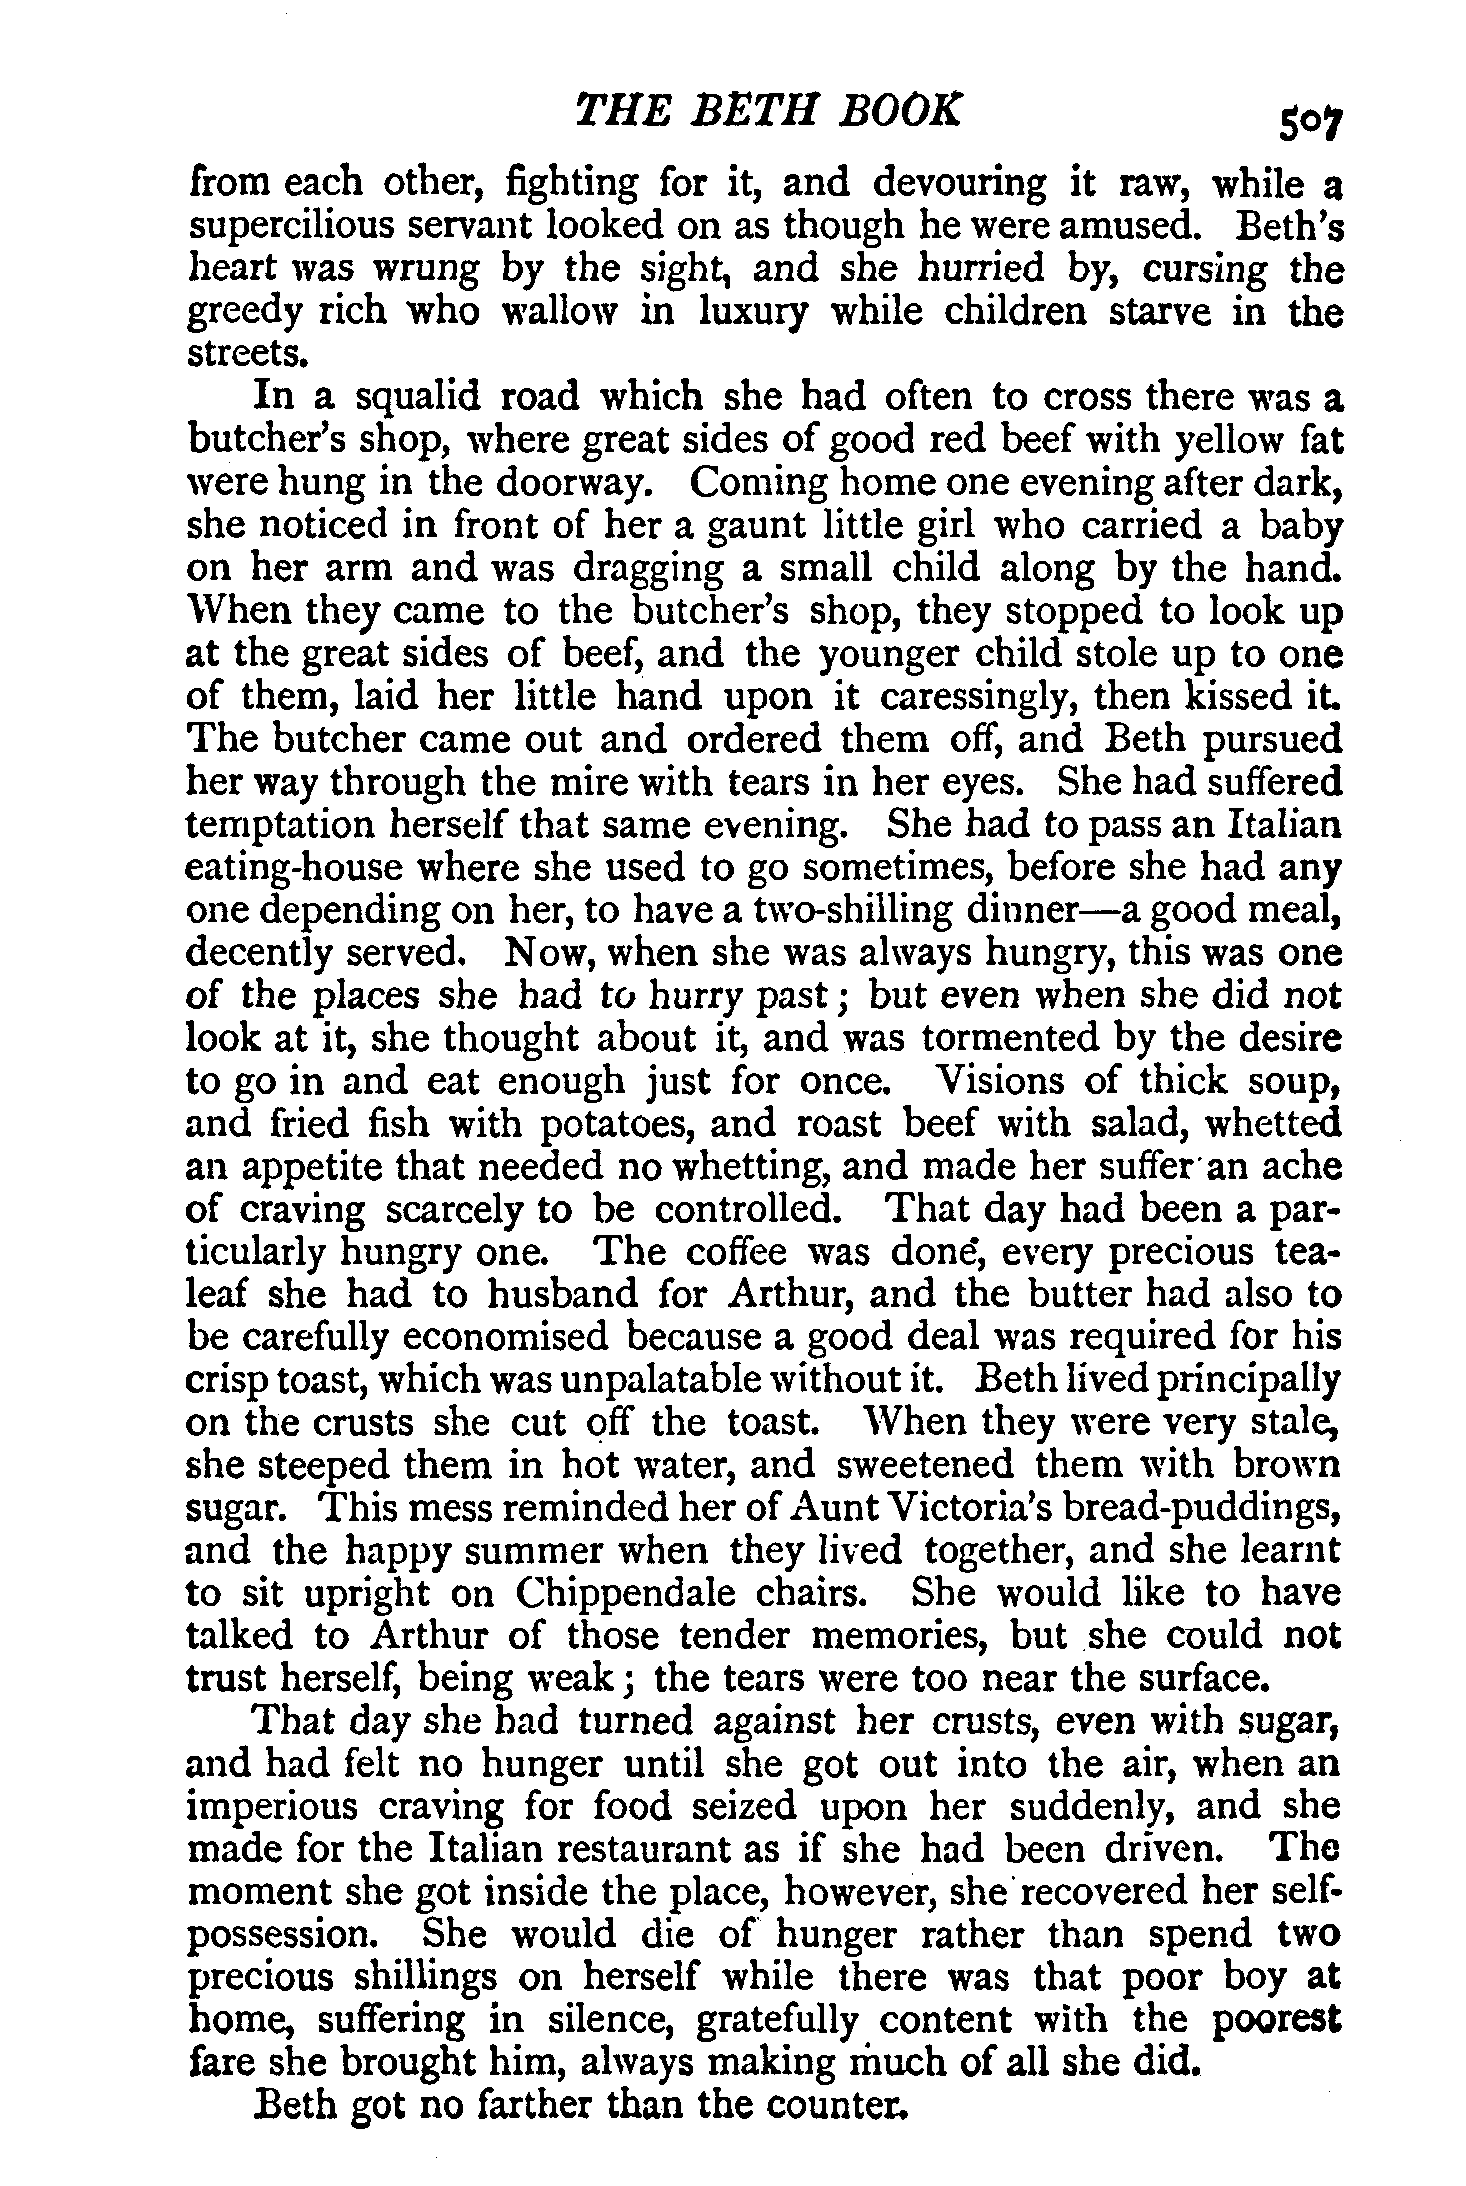 THE BETH BOOK 507
from each other, fighting for it, and devouring it raw, while a
supercilious servant looked on as though he were amused. Beth's
heart was wrung by the sight, and she hurried by, cursing the
greedy rich who wallow in luxury while children starve in the
streets.
In a squalid road which she had often to cross there was a
butcher's shop, where great sides of good red beef with yellow fat
were hung in the doorway. Coming home one evening after dark,
she noticed in front of her a gaunt little girl who carried a baby
on her arm and was dragging a small child along by the hand.
When they came to the butcher's shop, they stopped to look up
at the great sides of beef, and the younger child stole up to one
of them, laid her little hand upon it caressingly, then kissed it.
The butcher came out and ordered them off, and Beth pursued
her way through the mire with tears in her eyes. She had suffered
temptation herself that same evening. She had to pass an Italian
eating-house where she used to go sometimes, before she had any
one depending on her, to have a two-shilling dinner—a good meal,
decently served. Now, when she was always hungry, this was one
of the places she had to hurry past; but even when she did not
look at it, she thought about it, and was tormented by the desire
to go in and eat enough just for once. Visions of thick soup,
and fried fish with potatoes, and roast beef with salad, whetted
an appetite that needed no whetting, and made her suffer an ache
of craving scarcely to be controlled. That day had been a par-
ticularly hungry one. The coffee was done, every precious tea-
leaf she had to husband for Arthur, and the butter had also to
be carefully economised because a good deal was required for his
crisp toast, which was unpalatable without it. Beth lived principally
on the crusts she cut off the toast. When they were very stale,
she steeped them in hot water, and sweetened them with brown
sugar. This mess reminded her of Aunt Victoria's bread-puddings,
and the happy summer when they lived together, and she learnt
to sit upright on Chippendale chairs. She would like to have
talked to Arthur of those tender memories, but she could not
trust herself, being weak; the tears were too near the surface.
That day she had turned against her crusts, even with sugar,
and had felt no hunger until she got out into the air, when an
imperious craving for food seized upon her suddenly, and she
made for the Italian restaurant as if she had been driven. The
moment she got inside the place, however, she recovered her self-
possession. She would die of hunger rather than spend two
precious shillings on herself while there was that poor boy at
home, suffering in silence, gratefully content with the poorest
fare she brought him, always making much of all she did.
Beth got no farther than the counter.